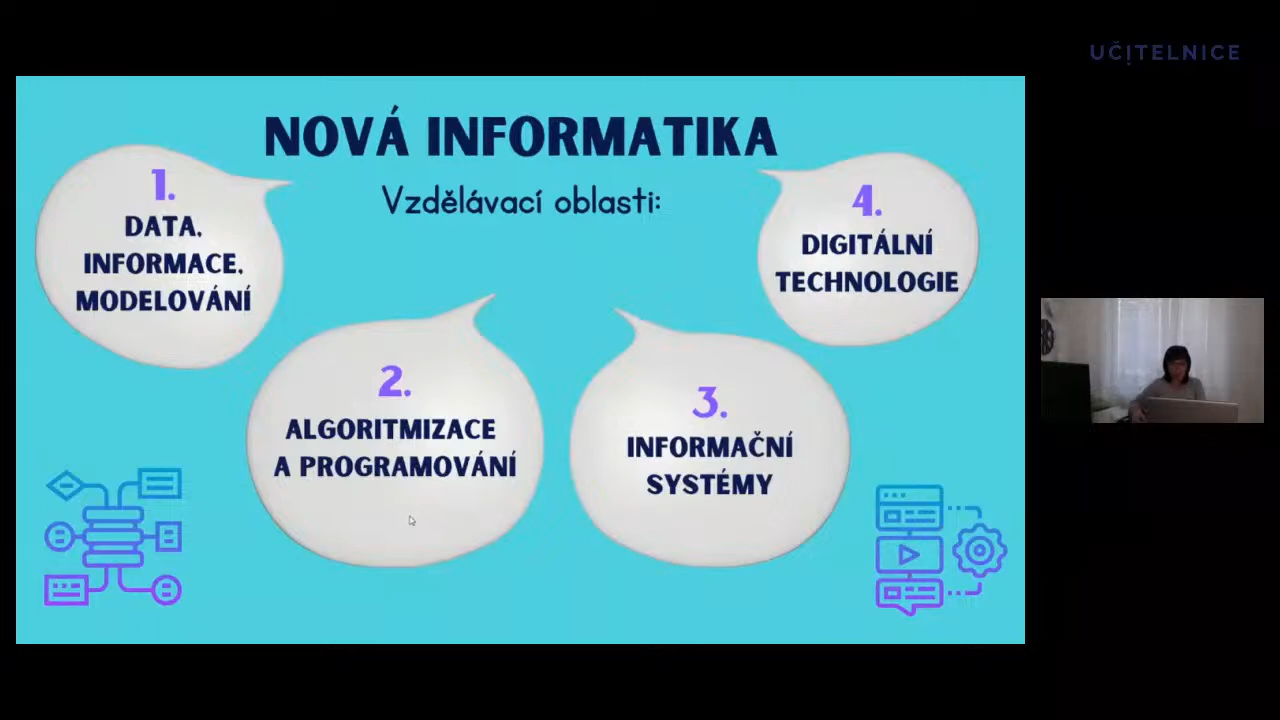 UČITELNICE
NOVÁ INFORMATIKA
Vzdělávací oblasti:
1.
DATA,
INFORMACE,
MODELOVÁNÍ
2.
ALGORITMIZACE
A PROGRAMOVÁNÍ
3.
INFORMAČNÍ
SYSTÉMY
4.
DIGITÁLNÍ
TECHNOLOGIE